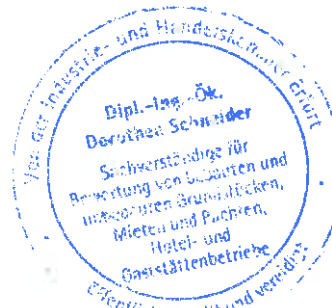 Von der Industrie- und Handelskammer Erfurt
Dipl.-Ing.-Ök.
Dorothea Schneider
Sachverständige für
Bewertung von bebauten und
unbebauten Grundstücken,
Mieten und Pachten,
Hotel- und
Gaststättenbetriebe
öffentlich und vereidigt